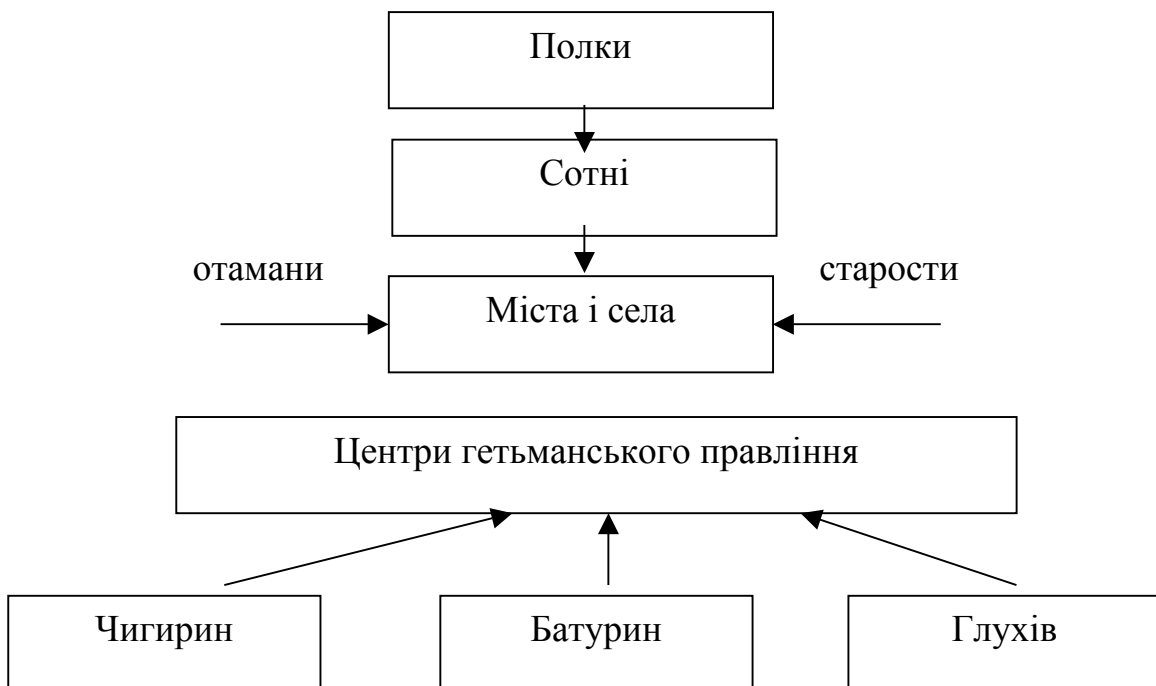 Полки
Сотні
отамани
старости
Міста і села
Центри гетьманського правління
Чигирин
Батурин
Глухів